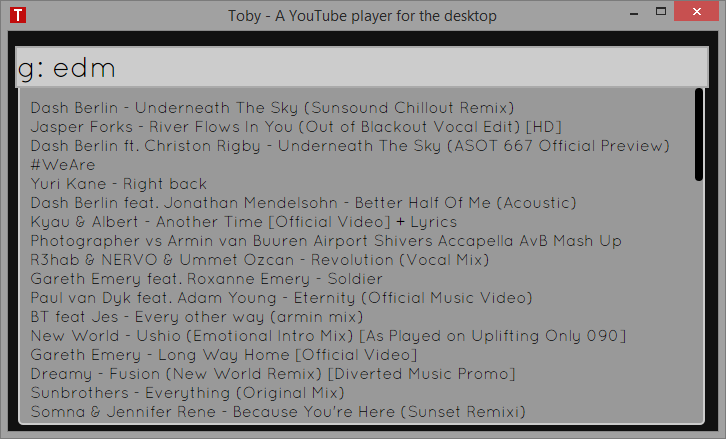 T Toby - A YouTube player for the desktop
g: edm
Dash Berlin - Underneath The Sky (Sunsound Chillout Remix)
Jasper Forks - River Flows In You (Out of Blackout Vocal Edit) [HD]
Dash Berlin ft. Christon Rigby - Underneath The Sky (ASOT 667 Official Preview)
#WeAre
Yuri Kane - Right back
Dash Berlin feat. Jonathan Mendelsohn - Better Half Of Me (Acoustic)
Kyau & Albert - Another Time [Official Video] + Lyrics
Photographer vs Armin van Buuren Airport Shivers Accapella AvB Mash Up
R3hab & NERVO & Ummet Ozcan - Revolution (Vocal Mix)
Gareth Emery feat. Roxanne Emery - Soldier
Paul van Dyk feat. Adam Young - Eternity (Official Music Video)
BT feat Jes - Every other way (armin mix)
New World - Ushio (Emotional Intro Mix) [As Played on Uplifting Only 090]
Gareth Emery - Long Way Home [Official Video]
Dreamy - Fusion (New World Remix) [Diverted Music Promo]
Sunbrothers - Everything (Original Mix)
Somna & Jennifer Rene - Because You're Here (Sunset Remixi)